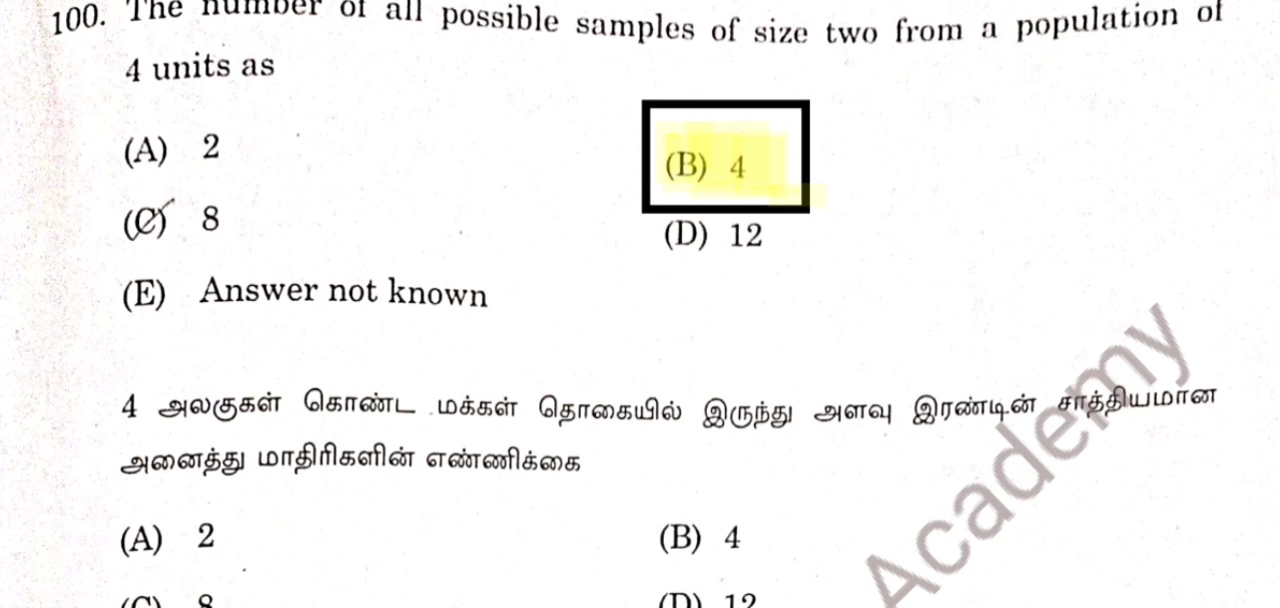 100. The number of all possible samples of size two from a population of
4 units as
(A) 2
(B) 4
(C) 8
(D) 12
(E) Answer not known
4 அலகுகள் கொண்ட மக்கள் தொகையில் இருந்து அளவு இரண்டின் சாத்தியமான
அனைத்து மாதிரிகளின் எண்ணிக்கை
(A) 2
(B) 4
(C) 8
(D) 12
Academy